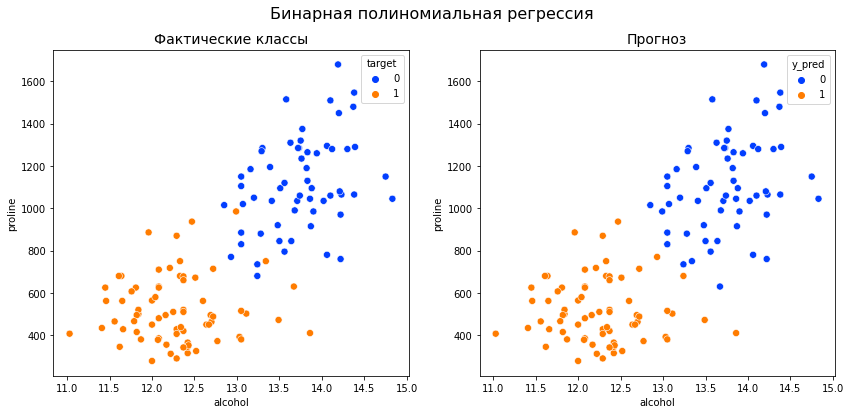 Бинарная полиномиальная регрессия
Фактические классы
target
0
1
1600
1400
1200
1000
800
600
400
proline
11.0 11.5 12.0 12.5 13.0 13.5 14.0 14.5 15.0
alcohol
Прогноз
y_pred
0
1
1600
1400
1200
1000
800
600
400
proline
11.0 11.5 12.0 12.5 13.0 13.5 14.0 14.5 15.0
alcohol